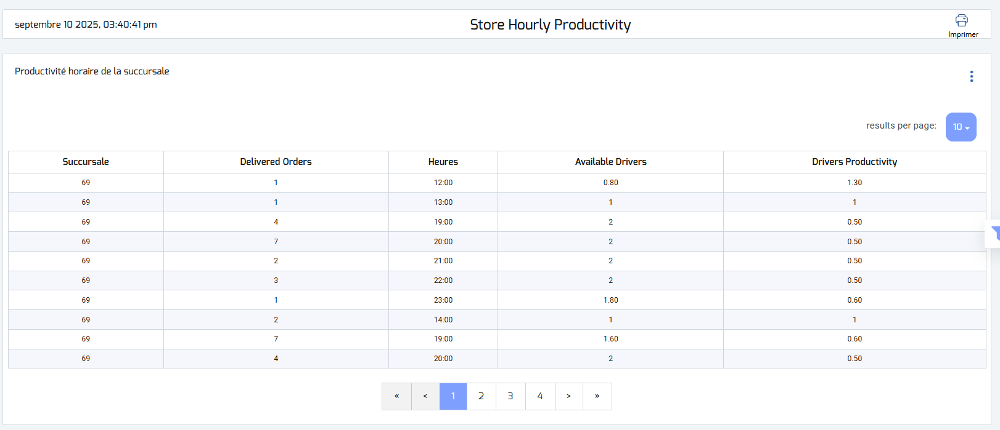 septembre 10 2025, 03:40:41 pm Store Hourly Productivity Imprimer
Productivité horaire de la succursale
results per page: 10
Succursale Delivered Orders Heures Available Drivers Drivers Productivity
69 1 12:00 0.80 1.30
69 1 13:00 1 1
69 4 19:00 2 0.50
69 7 20:00 2 0.50
69 2 21:00 2 0.50
69 3 22:00 2 0.50
69 1 23:00 1.80 0.60
69 2 14:00 1 1
69 7 19:00 1.60 0.60
69 4 20:00 2 0.50
« < 1 2 3 4 > »